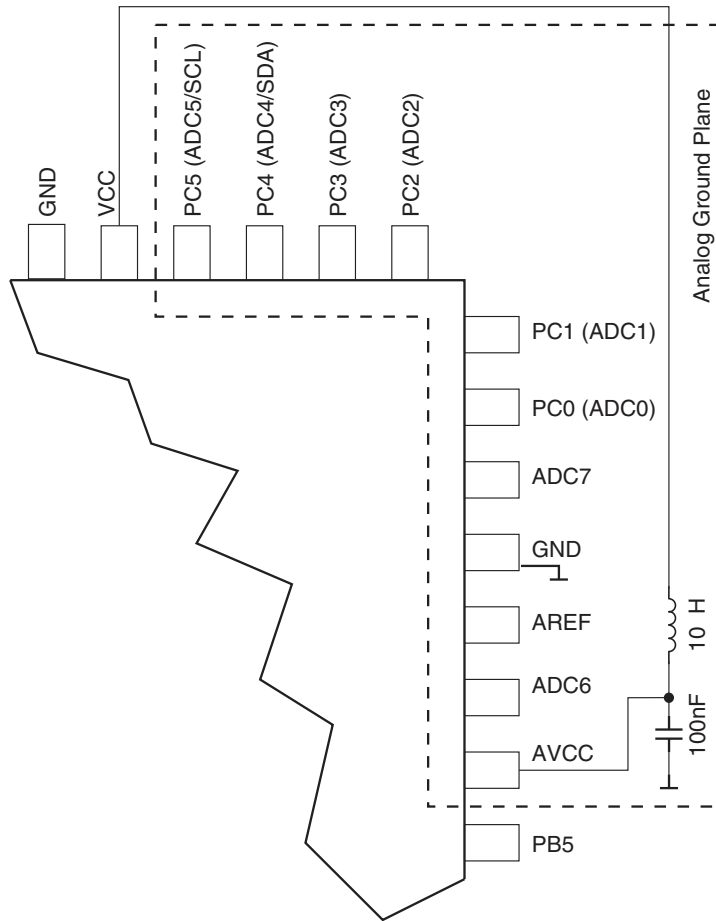 GND
VCC
PC5 (ADC5/SCL)
PC4 (ADC4/SDA)
PC3 (ADC3)
PC2 (ADC2)
Analog Ground Plane
PC1 (ADC1)
PC0 (ADC0)
ADC7
GND
AREF
ADC6
AVCC
PB5
10 H
100nF